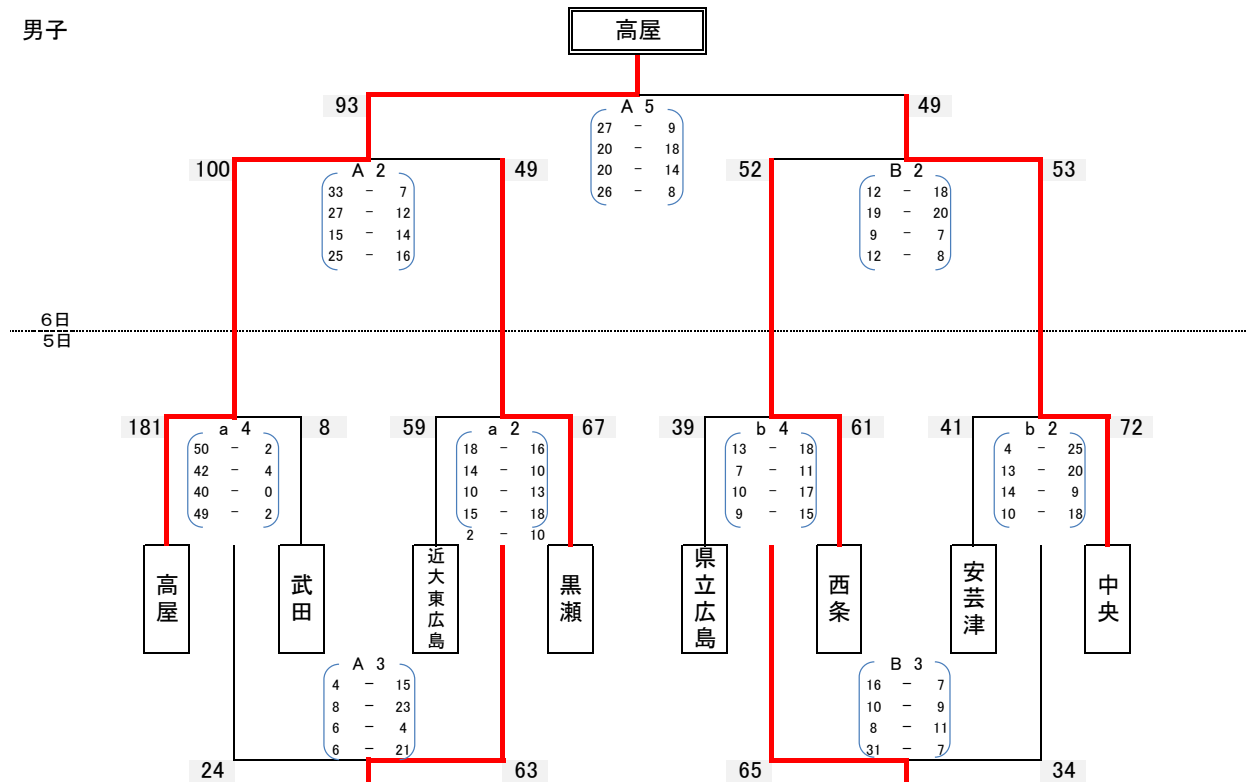 男子
高屋
93
49
A 5
27 - 9
20 - 18
20 - 14
26 - 8
100
49
52
53
A 2
33 - 7
27 - 12
15 - 14
25 - 16
B 2
12 - 18
19 - 20
9 - 7
12 - 8
6日
5日
181
8
59
67
39
61
41
72
a 4
50 - 2
42 - 4
40 - 0
49 - 2
a 2
18 - 16
14 - 10
10 - 13
15 - 18
2 - 10
b 4
13 - 18
7 - 11
10 - 17
9 - 15
b 2
4 - 25
13 - 20
14 - 9
10 - 18
高屋
武田
近大東広島
黒瀬
県立広島
西条
安芸津
中央
A 3
4 - 15
8 - 23
6 - 4
6 - 21
B 3
16 - 7
10 - 9
8 - 11
31 - 7
24
63
65
34